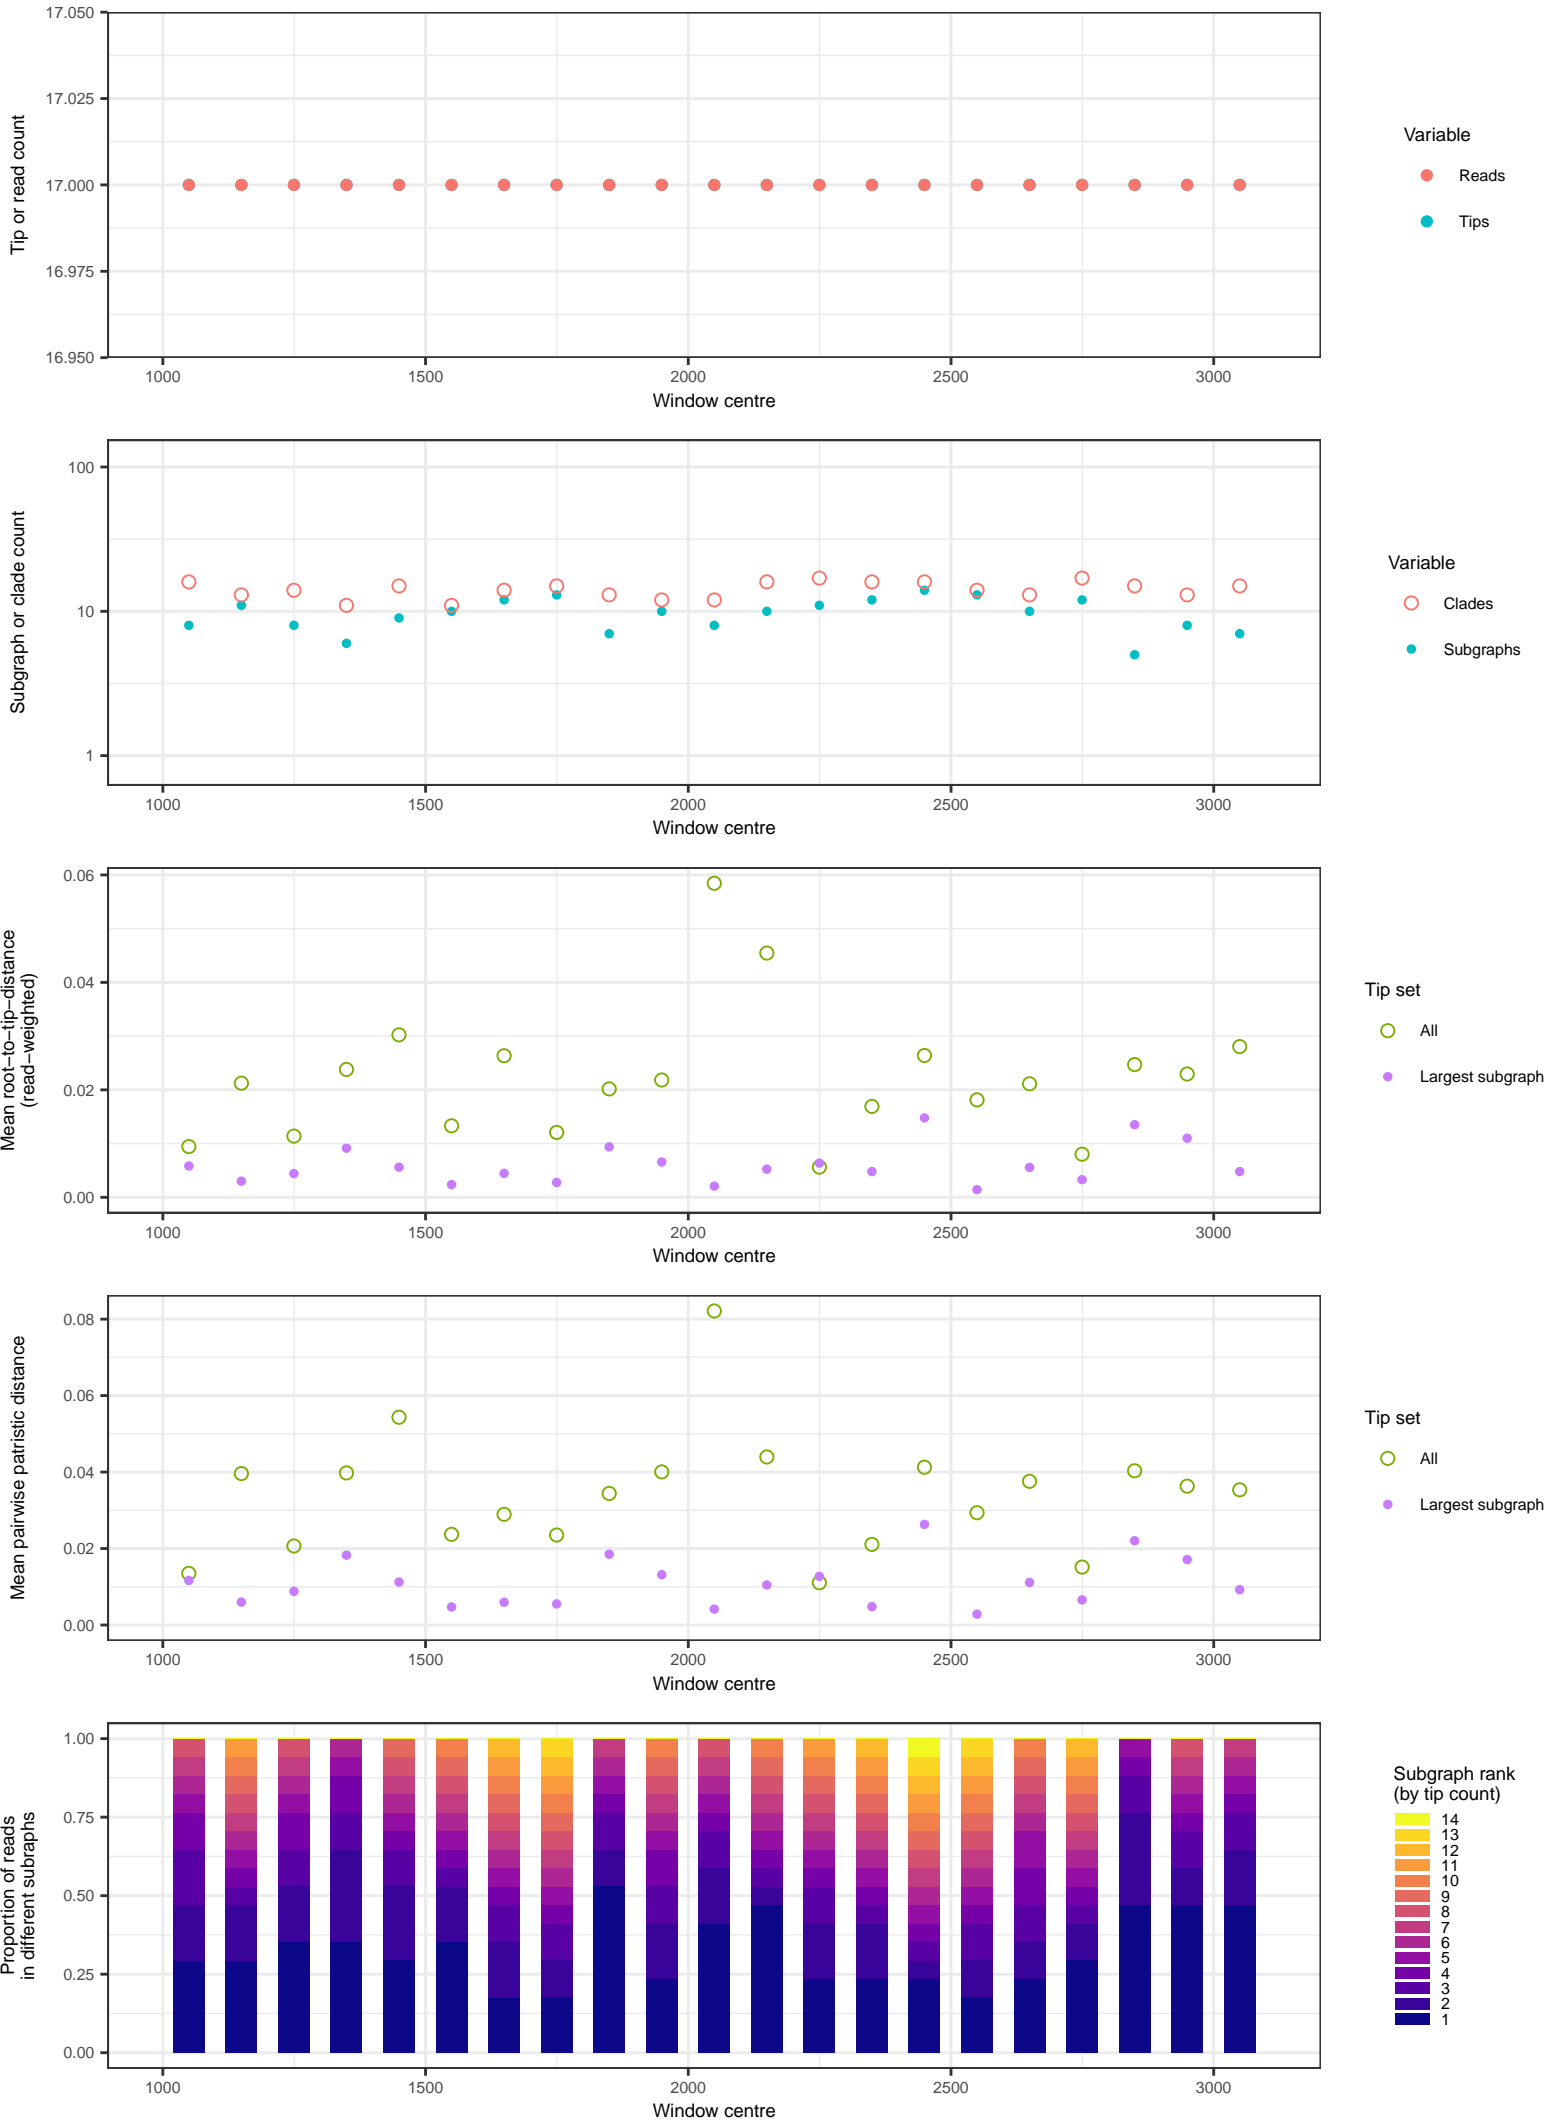 17.050
17.025
17.000
16.975
16.950
Tip or read count
1000 1500 2000 2500 3000
Window centre
Variable
Reads
Tips
100
10
1
Subgraph or clade count
1000 1500 2000 2500 3000
Window centre
Variable
Clades
Subgraphs
0.06
0.04
0.02
0.00
Mean root−to−tip−distance
(read−weighted)
1000 1500 2000 2500 3000
Window centre
Tip set
All
Largest subgraph
0.08
0.06
0.04
0.02
0.00
Mean pairwise patristic distance
1000 1500 2000 2500 3000
Window centre
Tip set
All
Largest subgraph
1.00
0.75
0.50
0.25
0.00
Proportion of reads
in different subraphs
1000 1500 2000 2500 3000
Window centre
Subgraph rank
(by tip count)
14
13
12
11
10
9
8
7
6
5
4
3
2
1